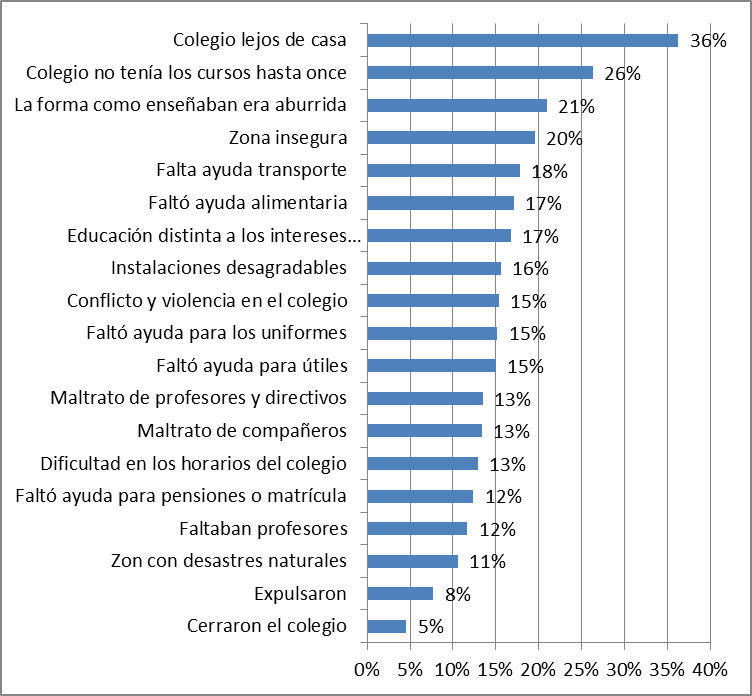 Colegio lejos de casa 36%
Colegio no tenía los cursos hasta once 26%
La forma como enseñaban era aburrida 21%
Zona insegura 20%
Falta ayuda transporte 18%
Faltó ayuda alimentaria 17%
Educación distinta a los intereses... 17%
Instalaciones desagradables 16%
Conflicto y violencia en el colegio 15%
Faltó ayuda para los uniformes 15%
Faltó ayuda para útiles 15%
Maltrato de profesores y directivos 13%
Maltrato de compañeros 13%
Dificultad en los horarios del colegio 13%
Faltó ayuda para pensiones o matrícula 12%
Faltaban profesores 12%
Zon con desastres naturales 11%
Expulsaron 8%
Cerraron el colegio 5%
0% 5% 10% 15% 20% 25% 30% 35% 40%